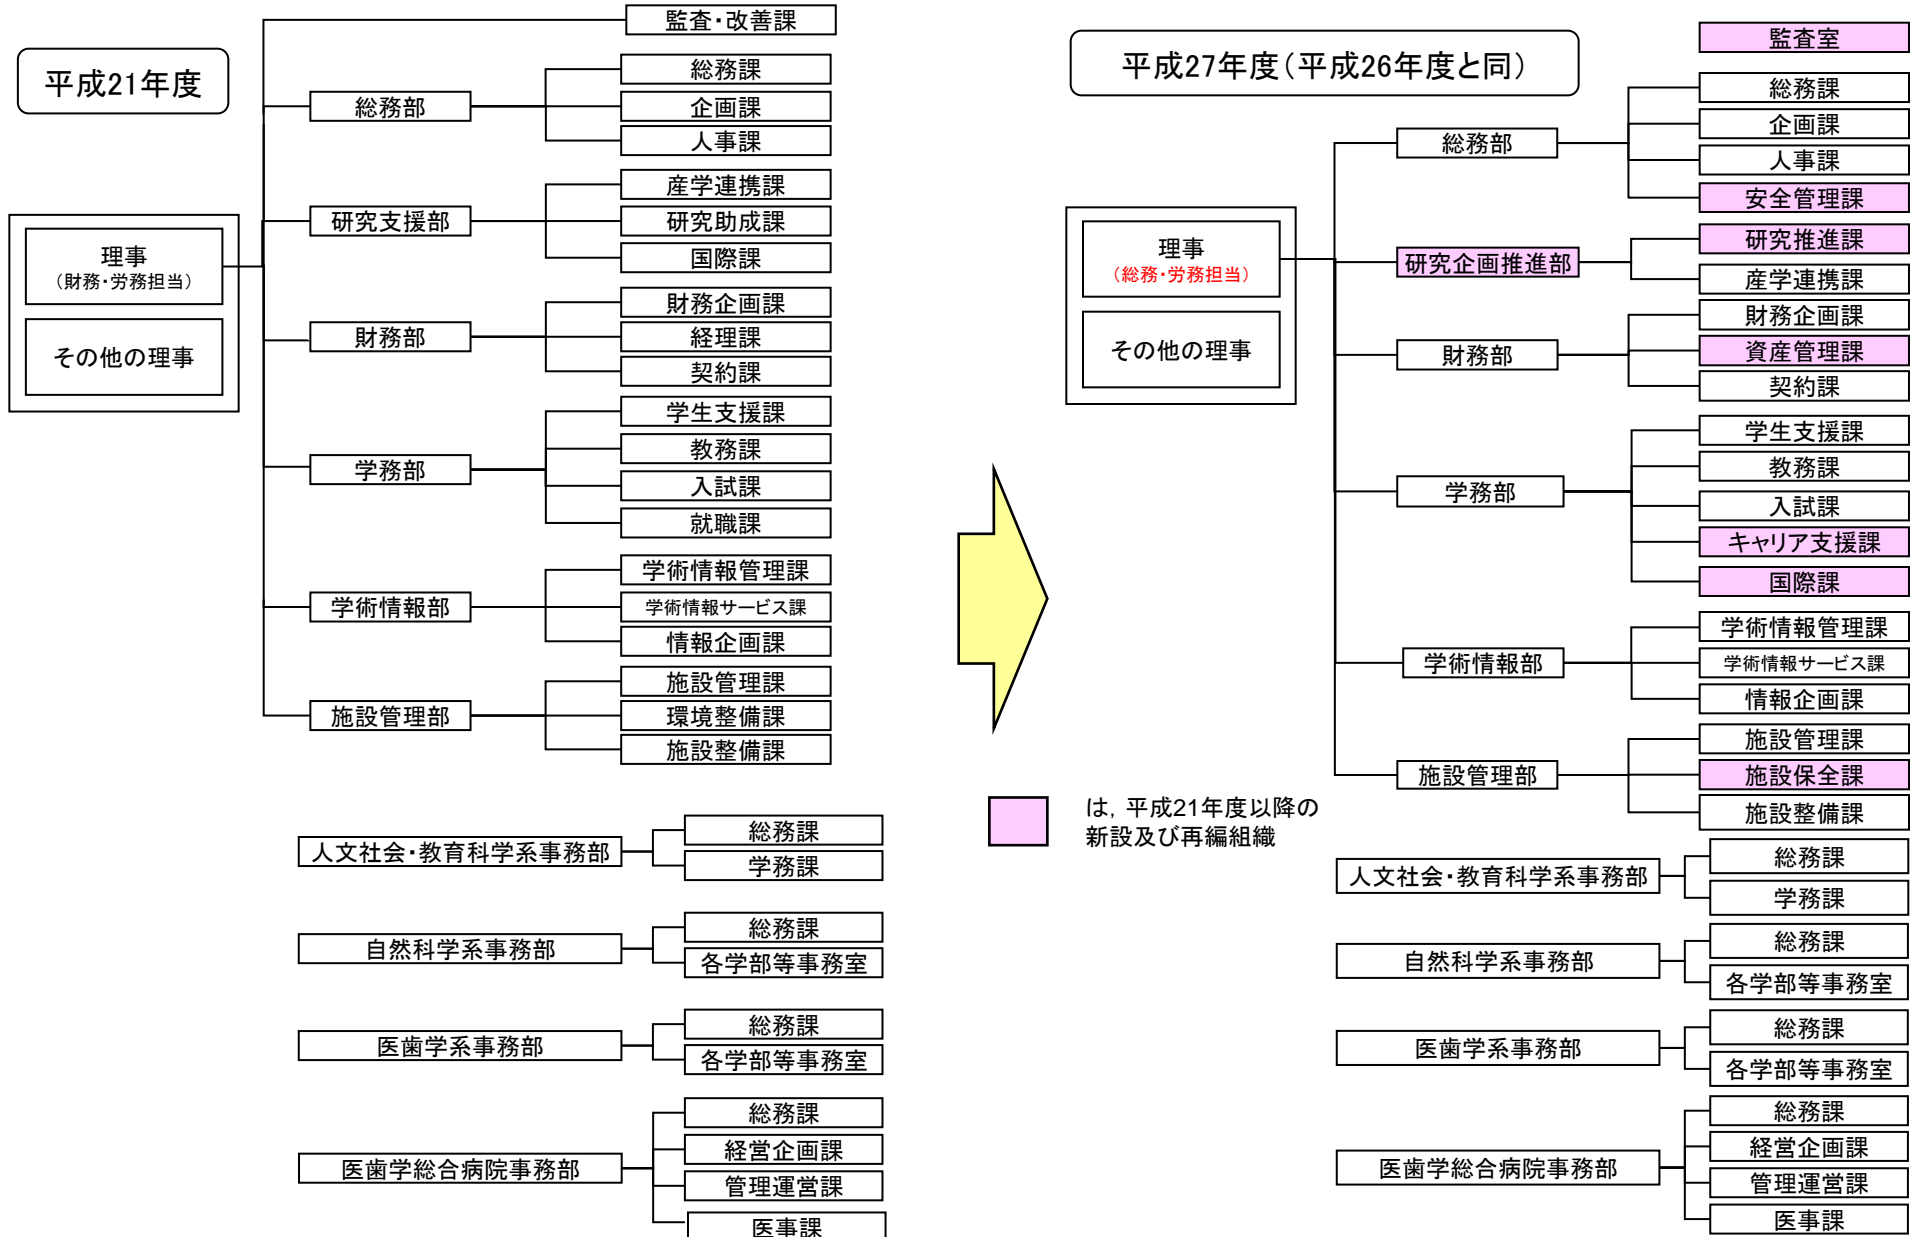 平成21年度
監査・改善課
総務部
総務課
企画課
人事課
研究支援部
産学連携課
研究助成課
国際課
理事
（財務・労務担当）
その他の理事
財務部
財務企画課
経理課
契約課
学務部
学生支援課
教務課
入試課
就職課
学術情報部
学術情報管理課
学術情報サービス課
情報企画課
施設管理部
施設管理課
環境整備課
施設整備課
人文社会・教育科学系事務部
総務課
学務課
自然科学系事務部
総務課
各学部等事務室
医歯学系事務部
総務課
各学部等事務室
医歯学総合病院事務部
総務課
経営企画課
管理運営課
医事課
は，平成21年度以降の
新設及び再編組織
平成27年度（平成26年度と同）
監査室
総務部
総務課
企画課
人事課
安全管理課
理事
（総務・労務担当）
その他の理事
研究企画推進部
研究推進課
産学連携課
財務部
財務企画課
資産管理課
契約課
学務部
学生支援課
教務課
入試課
キャリア支援課
国際課
学術情報部
学術情報管理課
学術情報サービス課
情報企画課
施設管理部
施設管理課
施設保全課
施設整備課
人文社会・教育科学系事務部
総務課
学務課
自然科学系事務部
総務課
各学部等事務室
医歯学系事務部
総務課
各学部等事務室
医歯学総合病院事務部
総務課
経営企画課
管理運営課
医事課